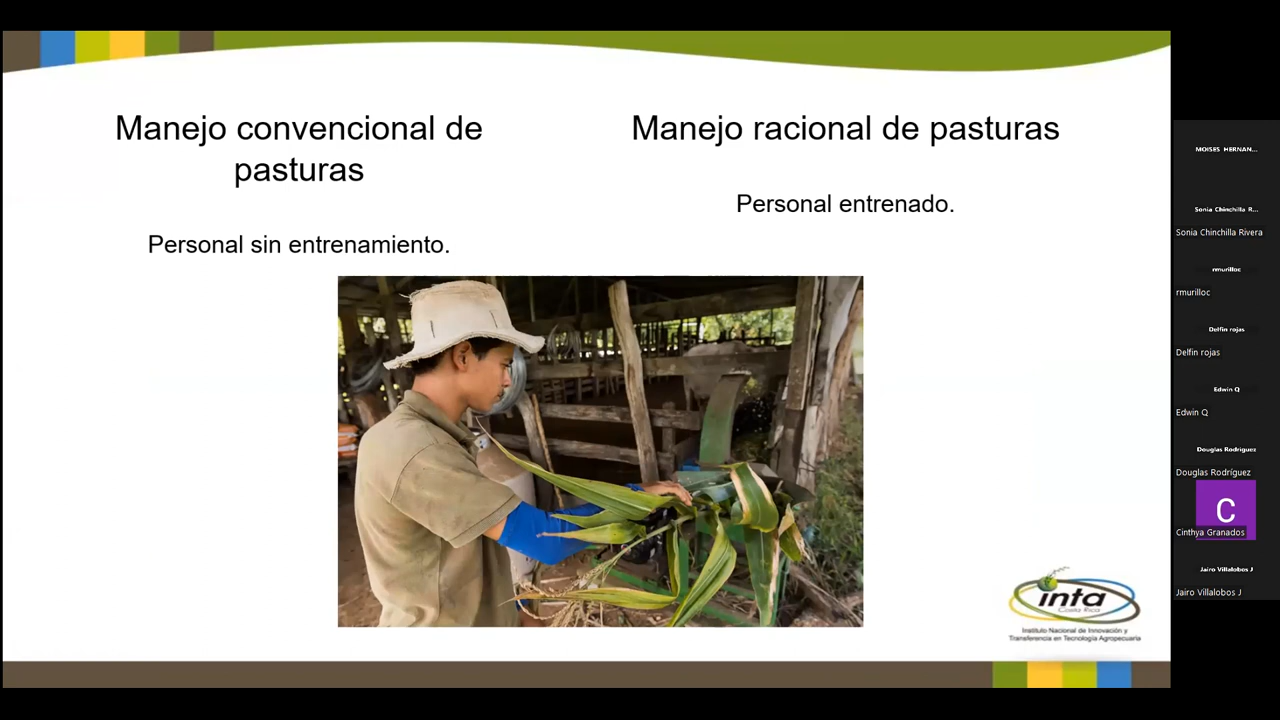 Manejo convencional de
pasturas
Personal sin entrenamiento.
Manejo racional de pasturas
Personal entrenado.
inta
Costa Rica
Instituto Nacional de Innovación y
Transferencia en Tecnología Agropecuaria
MOISES HERNAN...
Sonia Chinchilla R...
Sonia Chinchilla Rivera
rmurilloc
rmurilloc
Delfin rojas
Delfin rojas
Edwin Q
Edwin Q
Douglas Rodríguez
Douglas Rodríguez
C
Cinthya Granados
Jairo Villalobos J
Jairo Villalobos J